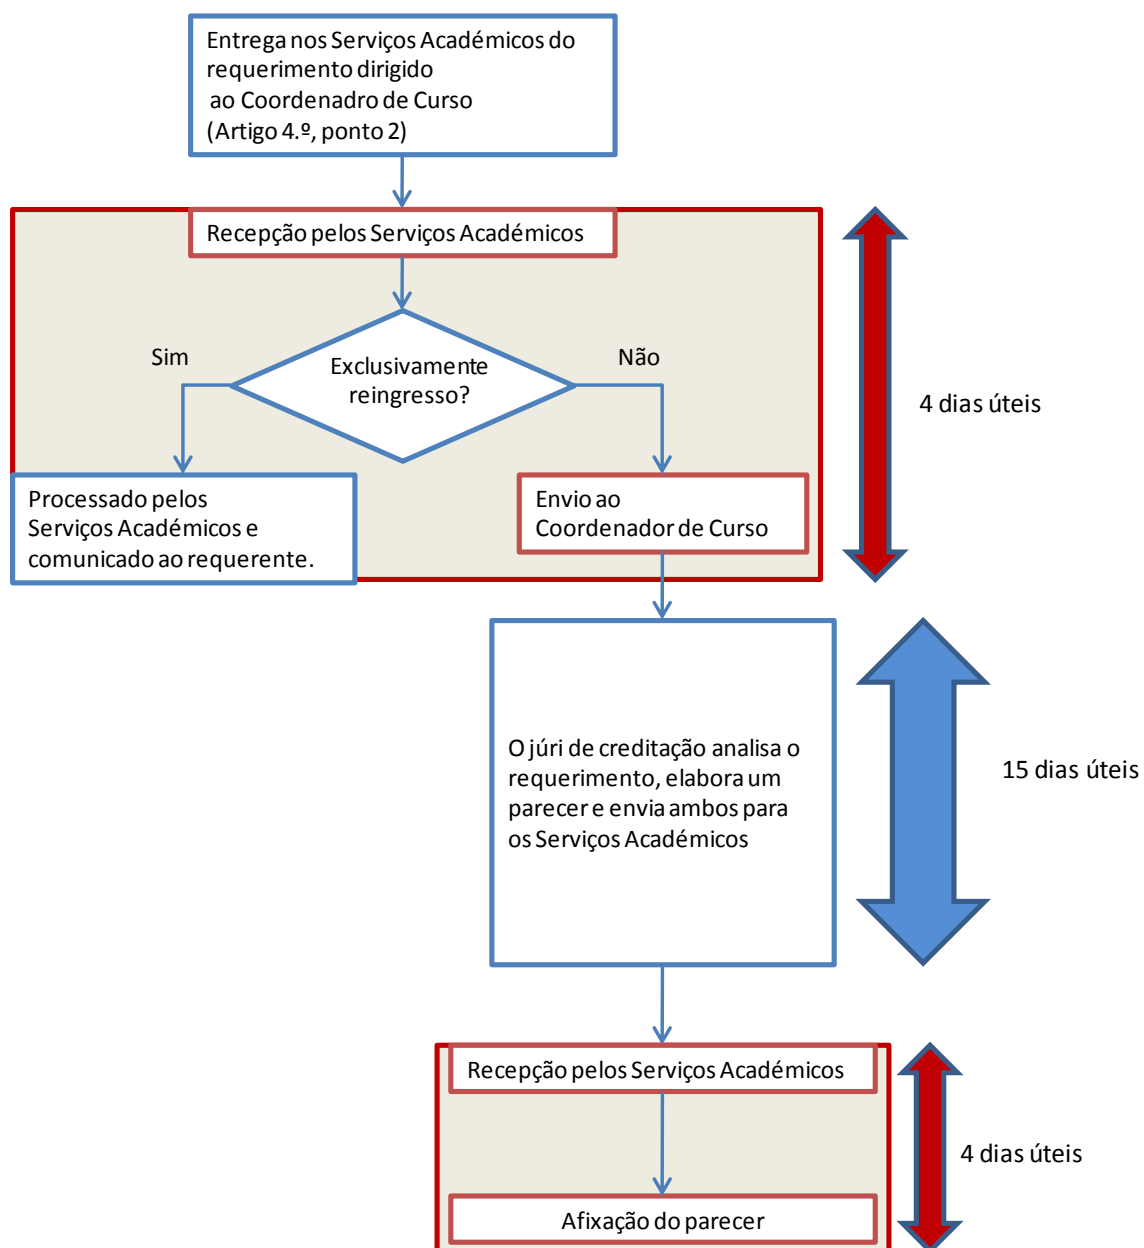 Entrega nos Serviços Académicos do
requerimento dirigido
ao Coordenadro de Curso
(Artigo 4.º, ponto 2)
Recepção pelos Serviços Académicos
Sim
Não
Exclusivamente
reingresso?
4 dias úteis
Processado pelos
Serviços Académicos e
comunicado ao requerente.
Envio ao
Coordenador de Curso
O júri de creditação analisa o
requerimento, elabora um
parecer e envia ambos para
os Serviços Académicos
15 dias úteis
Recepção pelos Serviços Académicos
4 dias úteis
Afixação do parecer